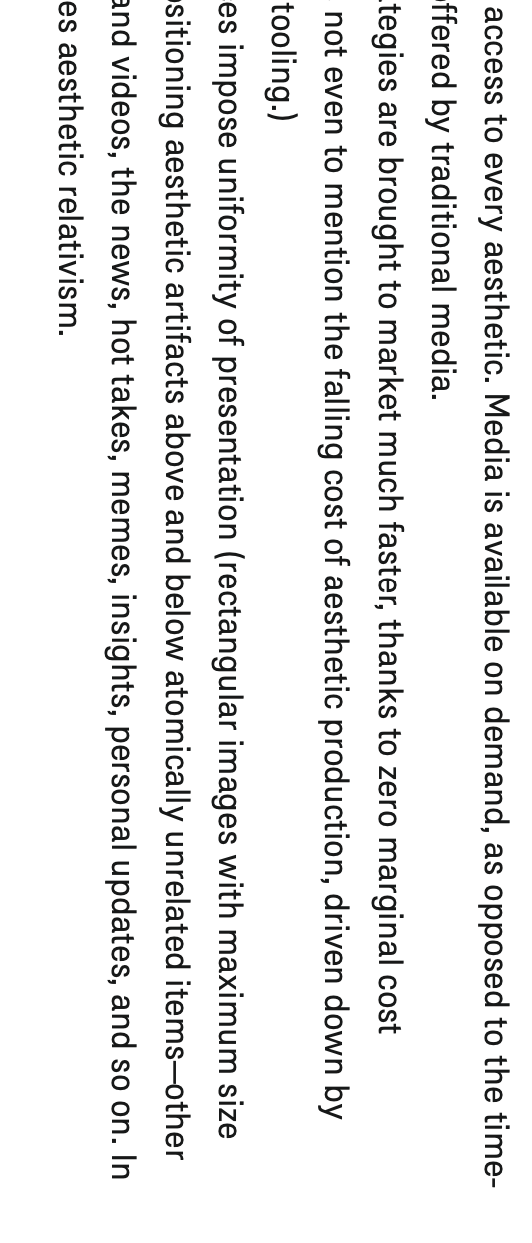 access to every aesthetic. Media is available on demand, as opposed to the time-
offered by traditional media.
tegies are brought to market much faster, thanks to zero marginal cost
not even to mention the falling cost of aesthetic production, driven down by
tooling.)
es impose uniformity of presentation (rectangular images with maximum size
sitioning aesthetic artifacts above and below atomically unrelated items—other
and videos, the news, hot takes, memes, insights, personal updates, and so on. In
es aesthetic relativism.